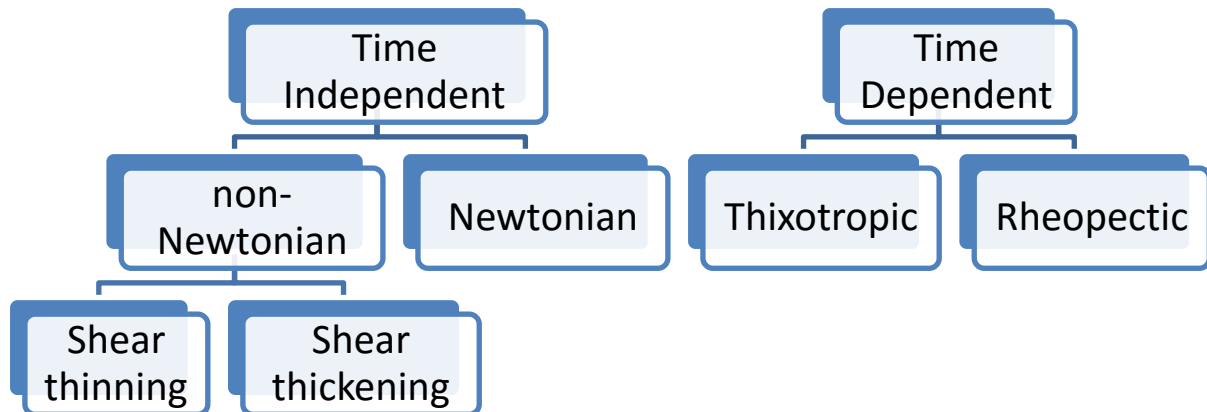 Time
Independent
Time
Dependent
non-
Newtonian
Newtonian
Thixotropic
Rheopectic
Shear
thinning
Shear
thickening